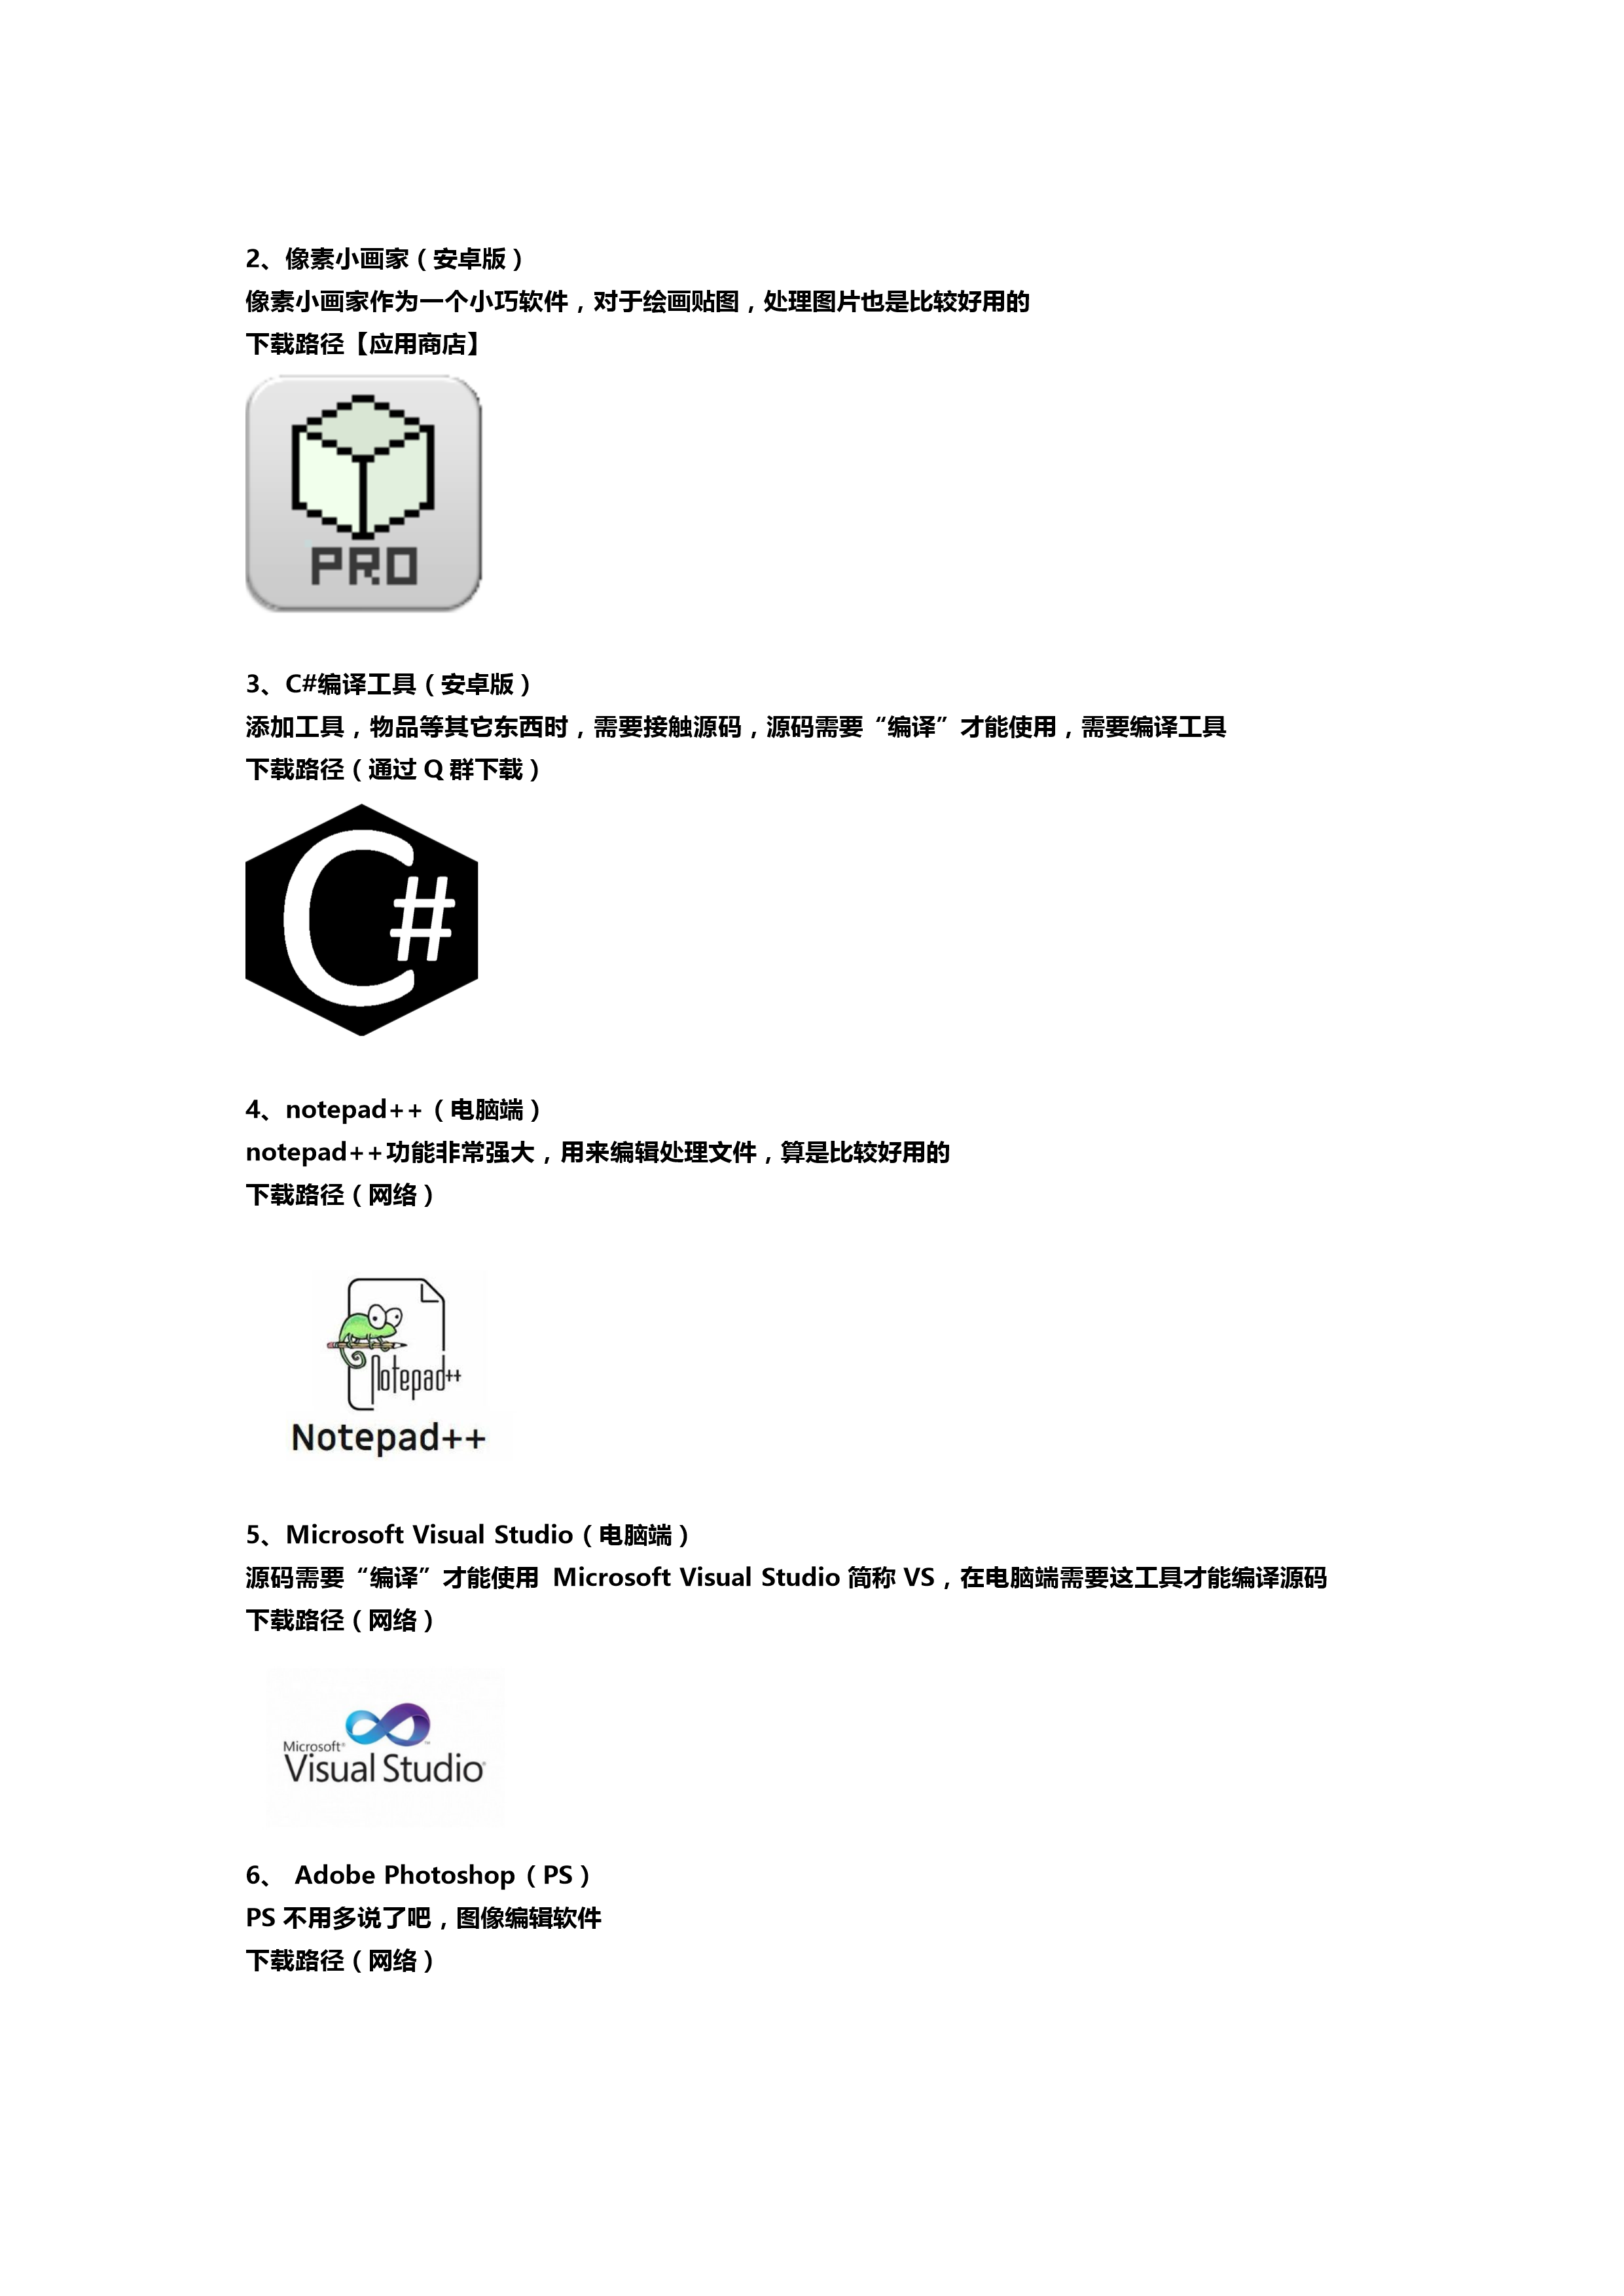 2、像素小画家（安卓版）
像素小画家作为一个小巧软件，对于绘画贴图，处理图片也是比较好用的
下载路径【应用商店】
PRO
3、C#编译工具（安卓版）
添加工具，物品等其它东西时，需要接触源码，源码需要“编译”才能使用，需要编译工具
下载路径（通过 Q 群下载）
C#
4、notepad++（电脑端）
notepad++功能非常强大，用来编辑处理文件，算是比较好用的
下载路径（网络）
Notepad++
Notepad++
5、Microsoft Visual Studio（电脑端）
源码需要“编译”才能使用 Microsoft Visual Studio 简称 VS，在电脑端需要这工具才能编译源码
下载路径（网络）
Microsoft®
Visual Studio®
6、 Adobe Photoshop（PS）
PS 不用多说了吧，图像编辑软件
下载路径（网络）